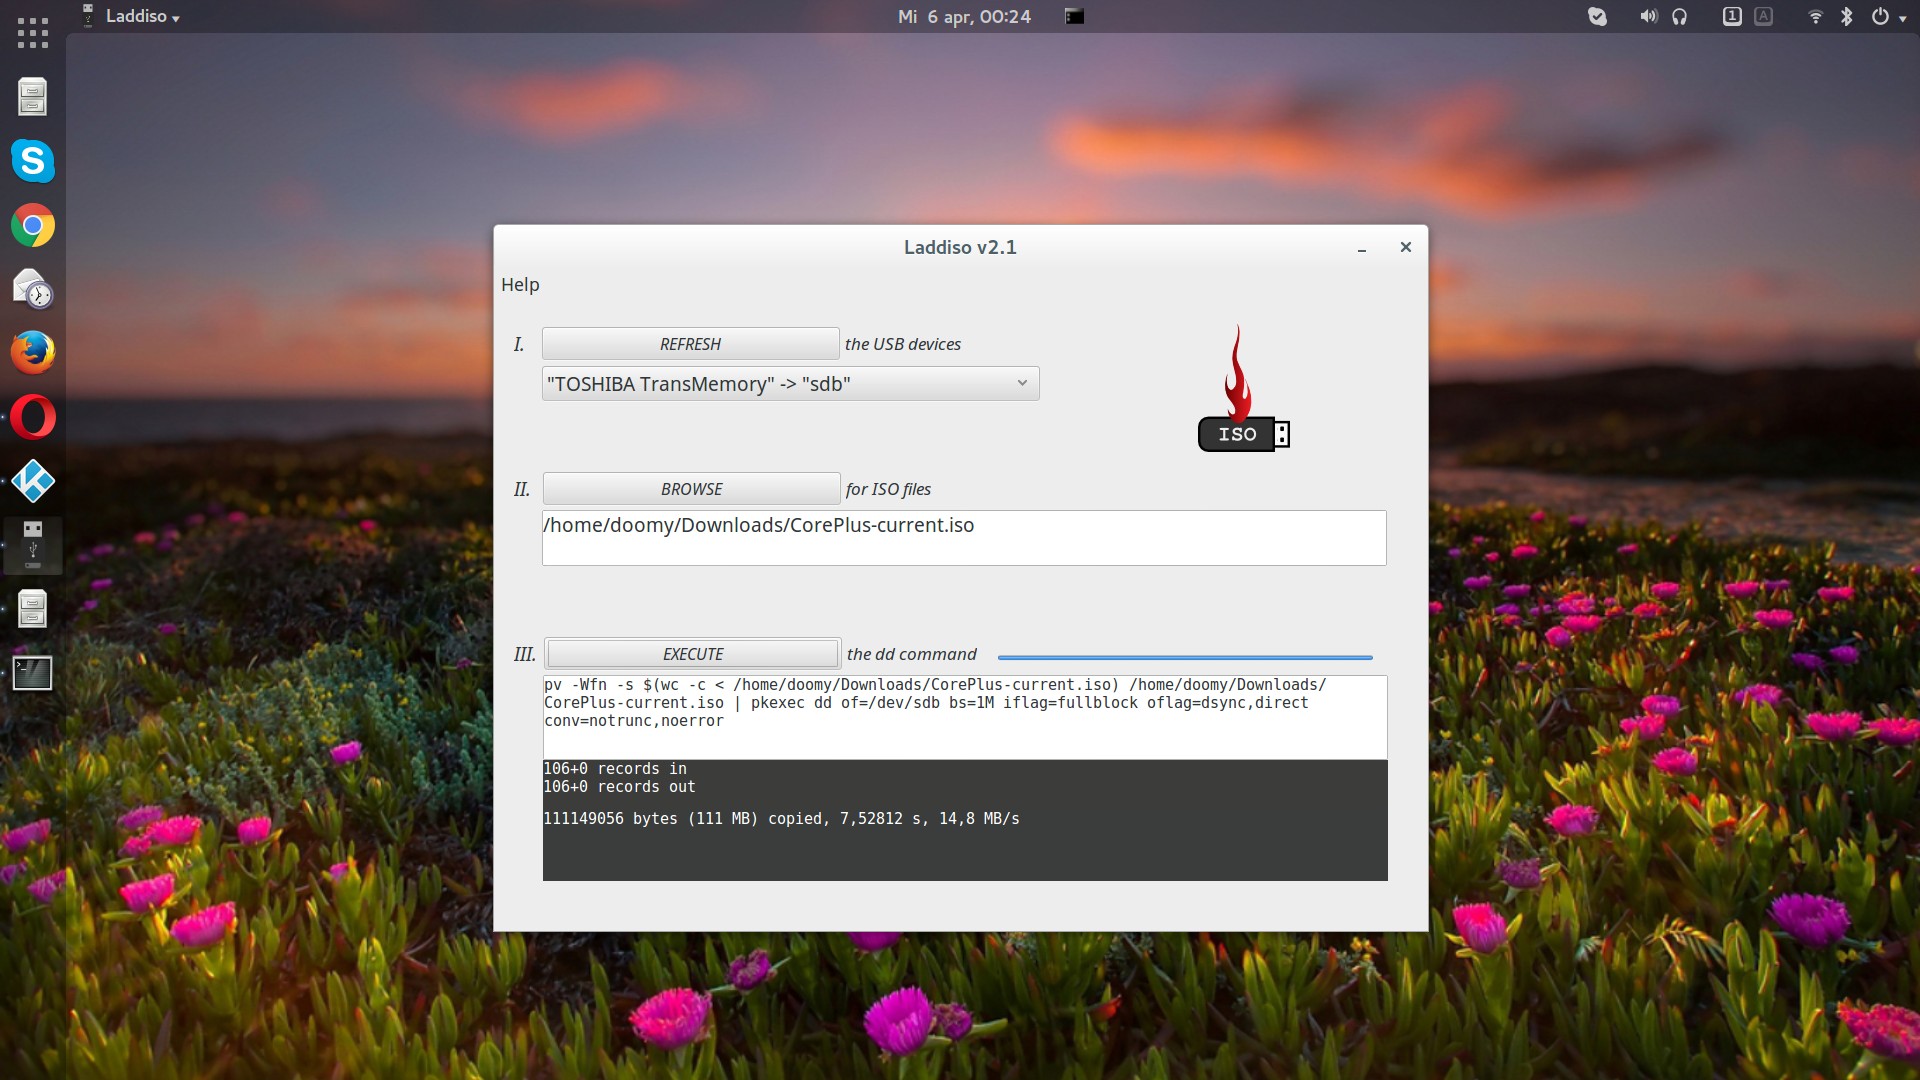 Laddiso
Mi 6 apr, 00:24
1
A
S
Laddiso v2.1
Help
I. REFRESH the USB devices
"TOSHIBA TransMemory" -> "sdb"
ISO
II. BROWSE for ISO files
/home/doomy/Downloads/CorePlus-current.iso
III. EXECUTE the dd command
pv -Wfn -s $(wc -c < /home/doomy/Downloads/CorePlus-current.iso) /home/doomy/Downloads/
CorePlus-current.iso | pkexec dd of=/dev/sdb bs=1M iflag=fullblock oflag=dsync,direct
conv=notrunc,noerror
106+0 records in
106+0 records out
111149056 bytes (111 MB) copied, 7,52812 s, 14,8 MB/s